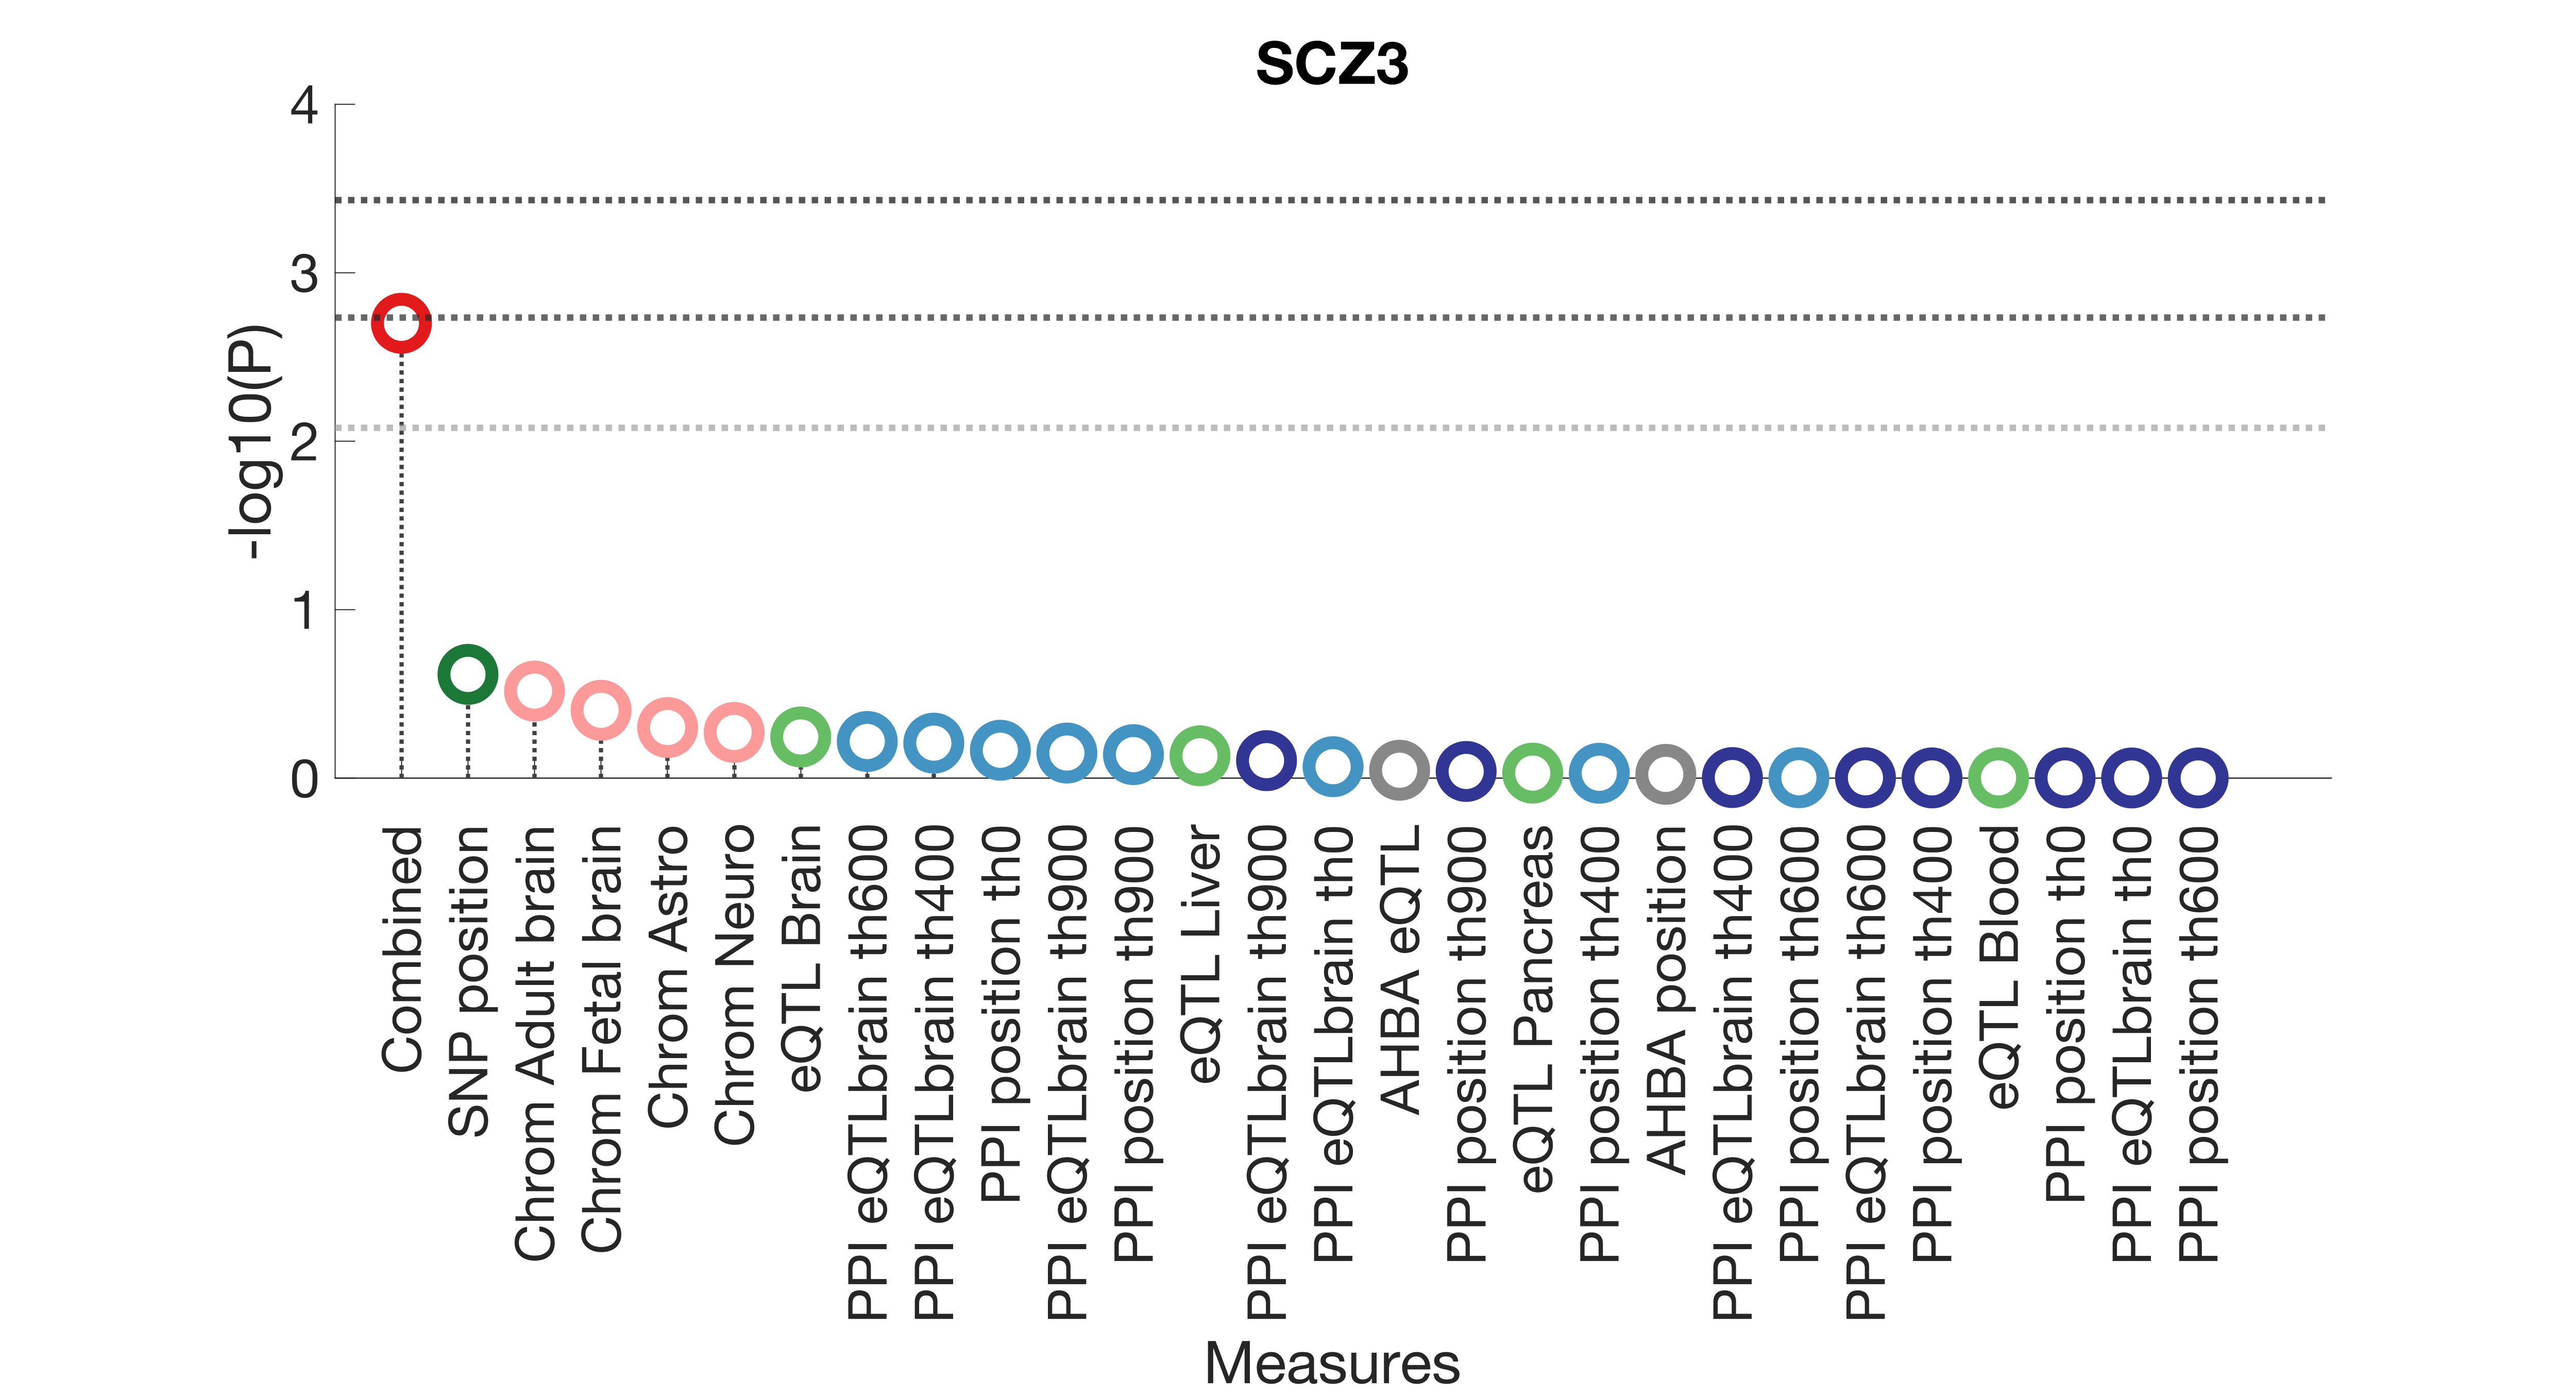 SCZ3
4
3
2
1
0
-log10(P)
Combined
SNP position
Chrom Adult brain
Chrom Fetal brain
Chrom Astro
Chrom Neuro
eQTL Brain
PPI eQTLbrain th600
PPI eQTLbrain th400
PPI position th0
PPI eQTLbrain th900
PPI position th900
eQTL Liver
PPI eQTLbrain th900
PPI eQTLbrain th0
AHBA eQTL
PPI position th900
eQTL Pancreas
PPI position th400
AHBA position
PPI eQTLbrain th400
PPI position th600
PPI eQTLbrain th600
PPI position th400
eQTL Blood
PPI position th0
PPI eQTLbrain th0
PPI position th600
Measures